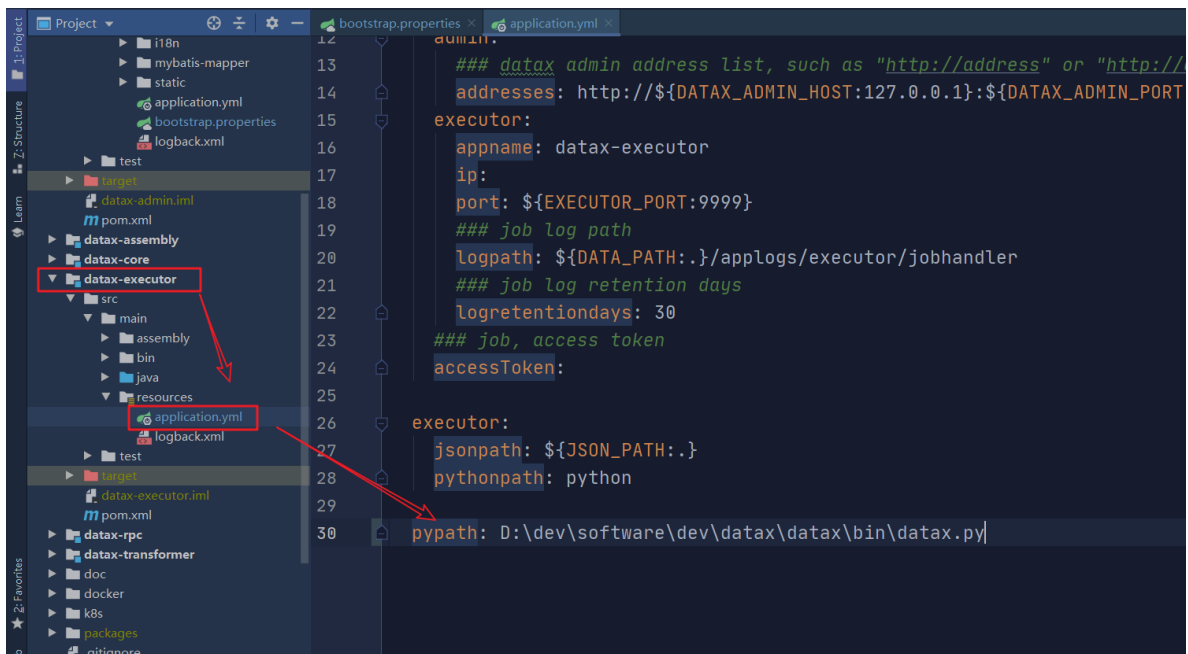 1: Project
Z: Structure
Learn
2: Favorites
Project
i18n
mybatis-mapper
static
application.yml
bootstrap.properties
logback.xml
test
target
datax-admin.iml
pom.xml
datax-assembly
datax-core
datax-executor
src
main
assembly
bin
java
resources
application.yml
logback.xml
test
target
datax-executor.iml
pom.xml
datax-rpc
datax-transformer
doc
docker
k8s
packages
.gitignore
bootstrap.properties
application.yml
12 admin:
13 ### datax admin address list, such as "http://address" or "http://
14 addresses: http://${DATAX_ADMIN_HOST:127.0.0.1}:${DATAX_ADMIN_PORT
15 executor:
16 appname: datax-executor
17 ip:
18 port: ${EXECUTOR_PORT:9999}
19 ### job log path
20 logpath: ${DATA_PATH:.}/applogs/executor/jobhandler
21 ### job log retention days
22 logretentiondays: 30
23 ### job, access token
24 accessToken:
25
26 executor:
27 jsonpath: ${JSON_PATH:.}
28 pythonpath: python
29
30 pypath: D:\dev\software\dev\datax\datax\bin\datax.py